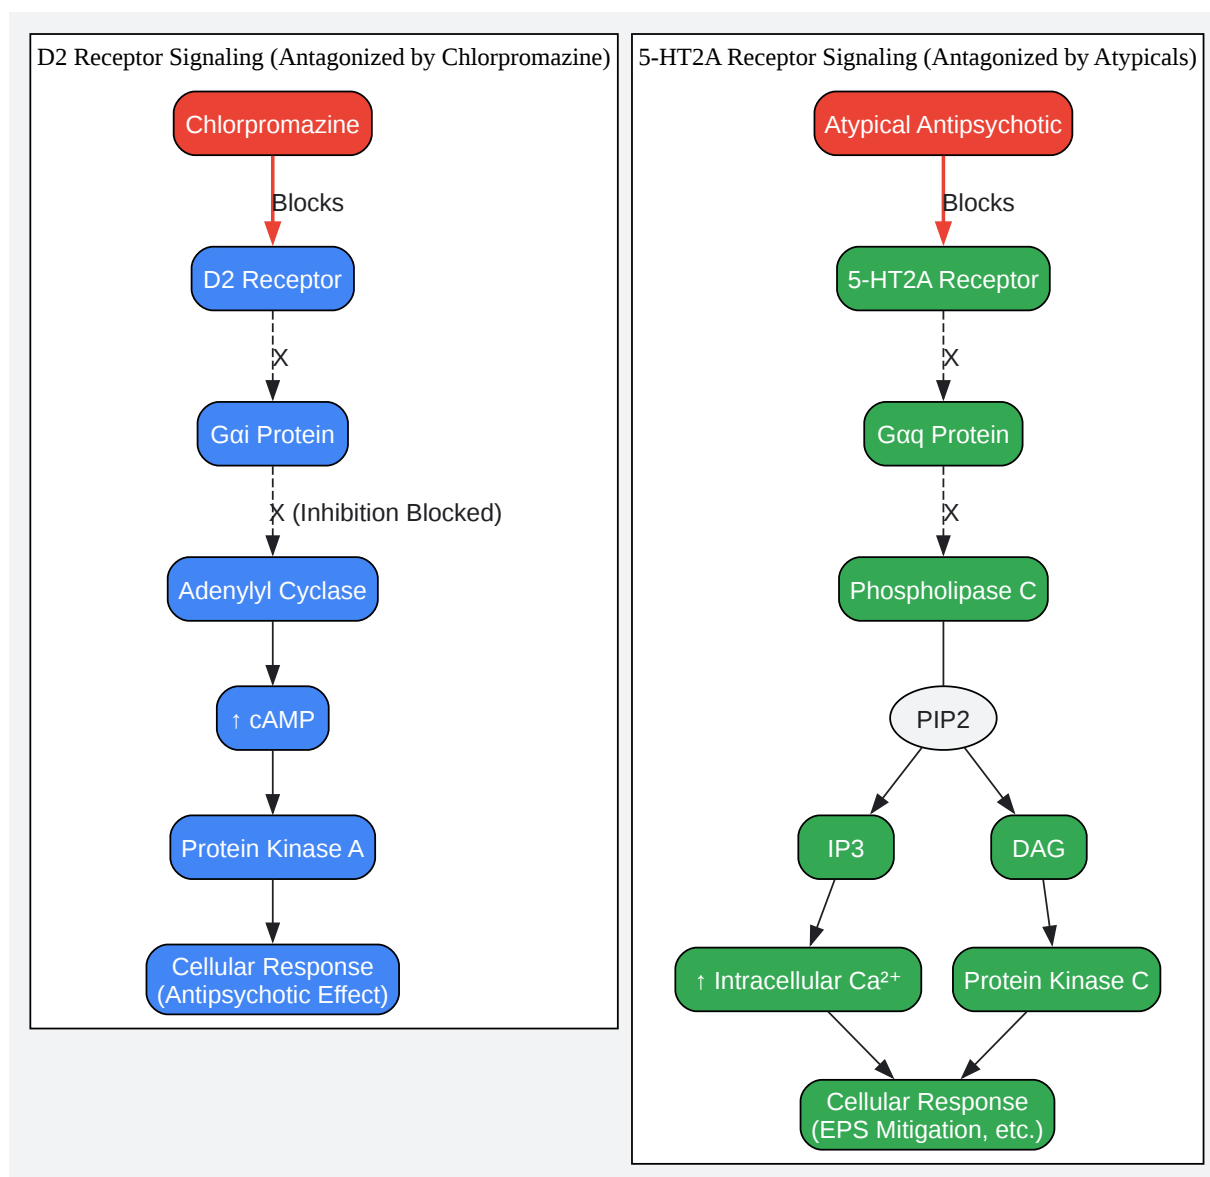 D2 Receptor Signaling (Antagonized by Chlorpromazine)
Chlorpromazine
Blocks
D2 Receptor
X
Gαi Protein
X (Inhibition Blocked)
Adenylyl Cyclase
↑ cAMP
Protein Kinase A
Cellular Response
(Antipsychotic Effect)
5-HT2A Receptor Signaling (Antagonized by Atypicals)
Atypical Antipsychotic
Blocks
5-HT2A Receptor
X
Gαq Protein
X
Phospholipase C
PIP2
IP3
DAG
↑ Intracellular Ca²⁺
Protein Kinase C
Cellular Response
(EPS Mitigation, etc.)